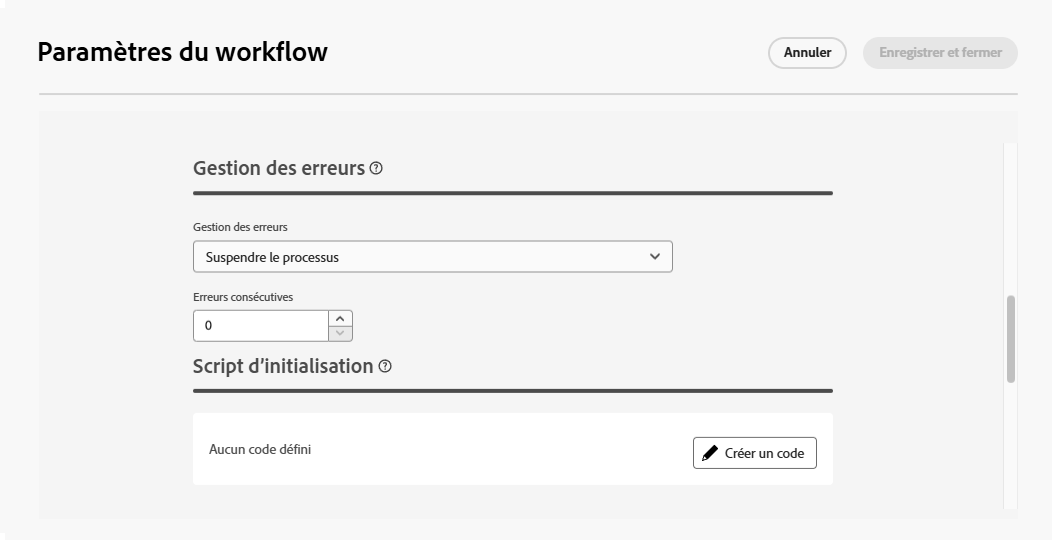 Paramètres du workflow
Annuler
Enregistrer et fermer
Gestion des erreurs
Gestion des erreurs
Suspendre le processus
Erreurs consécutives
0
Script d’initialisation
Aucun code défini
Créer un code